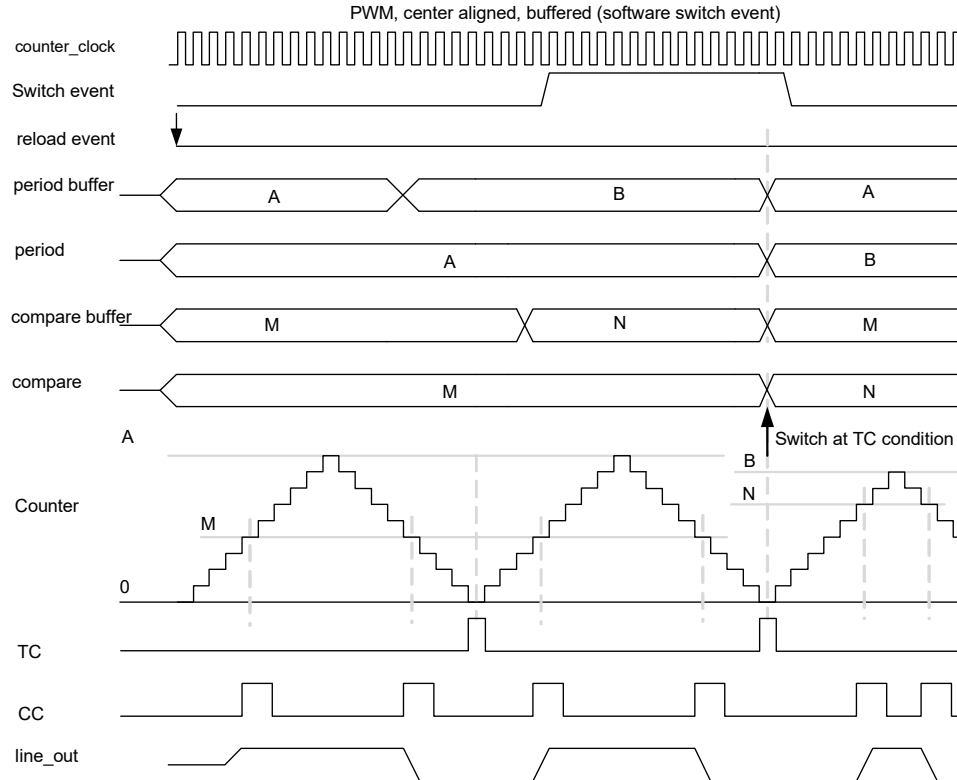 PWM, center aligned, buffered (software switch event)
counter_clock
Switch event
reload event
period buffer
A
B
A
period
A
B
compare buffer
M
N
M
compare
M
N
Switch at TC condition
A
B
N
Counter
M
0
TC
CC
line_out